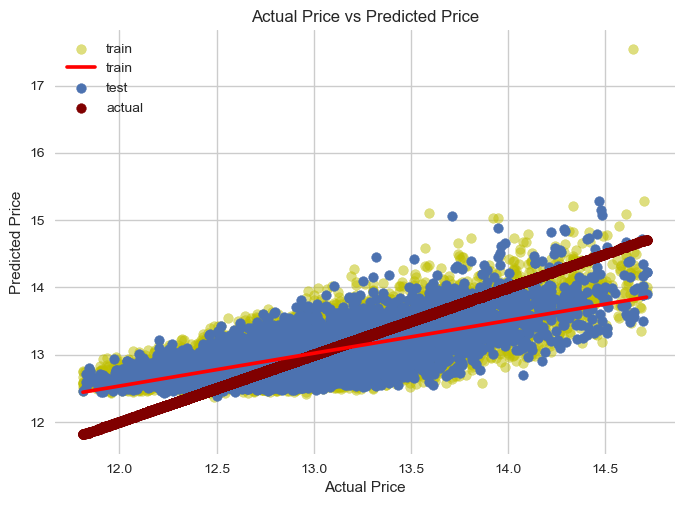 Actual Price vs Predicted Price
train
train
test
actual
Predicted Price
17
16
15
14
13
12
12.0
12.5
13.0
13.5
14.0
14.5
Actual Price